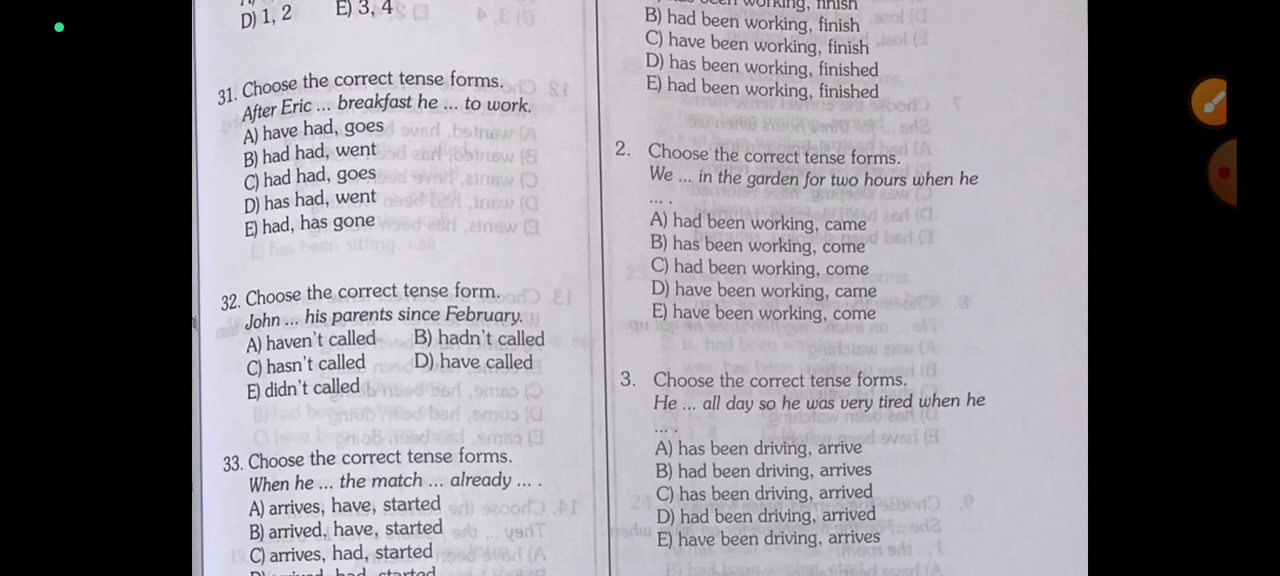 D) 1, 2 E) 3, 4
31. Choose the correct tense forms.
After Eric ... breakfast he ... to work.
A) have had, goes
B) had had, went
C) had had, goes
D) has had, went
E) had, has gone
32. Choose the correct tense form.
John ... his parents since February.
A) haven't called B) hadn't called
C) hasn't called D) have called
E) didn't called
33. Choose the correct tense forms.
When he ... the match ... already ... .
A) arrives, have, started
B) arrived, have, started
C) arrives, had, started
had, started
been working, finish
B) had been working, finish
C) have been working, finish
D) has been working, finished
E) had been working, finished
2. Choose the correct tense forms.
We ... in the garden for two hours when he
... .
A) had been working, came
B) has been working, come
C) had been working, come
D) have been working, came
E) have been working, come
3. Choose the correct tense forms.
He ... all day so he was very tired when he
... .
A) has been driving, arrive
B) had been driving, arrives
C) has been driving, arrived
D) had been driving, arrived
E) have been driving, arrives